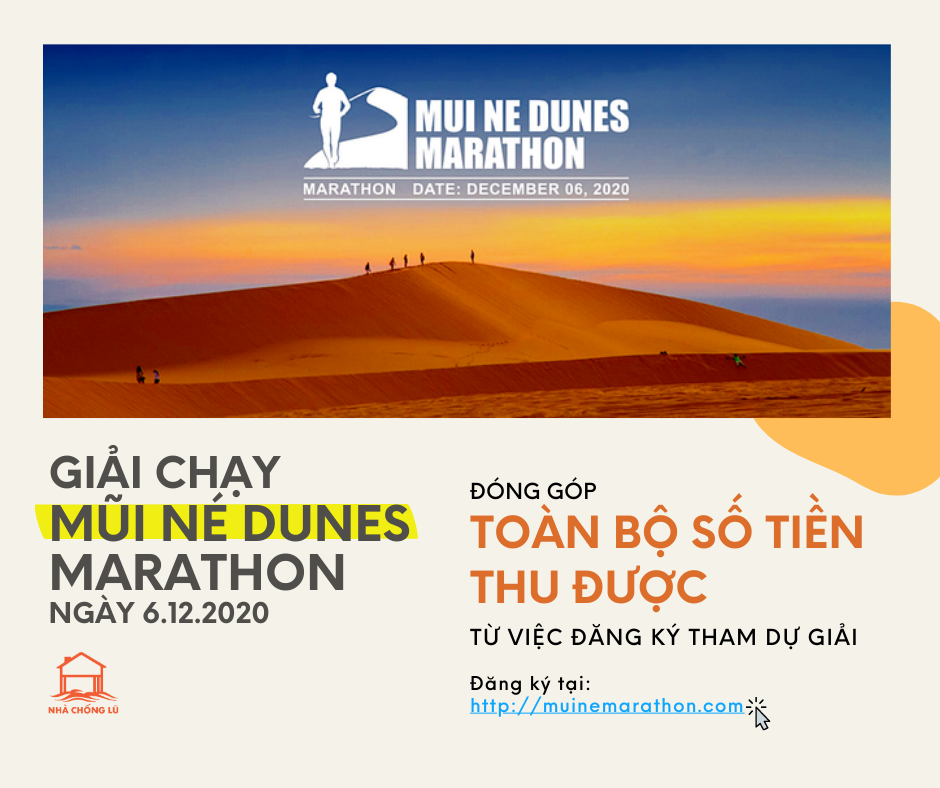 MUI NE DUNES
MARATHON
MARATHON DATE: DECEMBER 06, 2020
GIẢI CHẠY
MŨI NÉ DUNES
MARATHON
NGÀY 6.12.2020
NHÀ CHỐNG LŨ
ĐÓNG GÓP
TOÀN BỘ SỐ TIỀN
THU ĐƯỢC
TỪ VIỆC ĐĂNG KÝ THAM DỰ GIẢI
Đăng ký tại:
http://muinemarathon.com